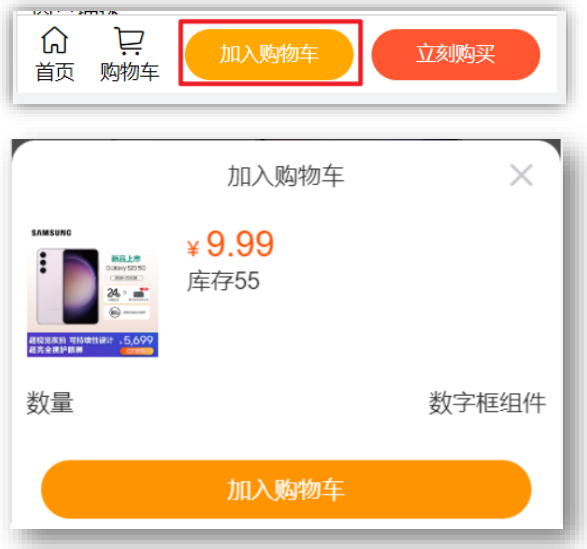 首页
购物车
加入购物车
立刻购买
加入购物车
SAMSUNG
新品上市
Galaxy S23 5G
24
超视觉夜拍 可持续性设计
超亮全视护眼屏
5,699
¥ 9.99
库存55
数量
数字框组件
加入购物车